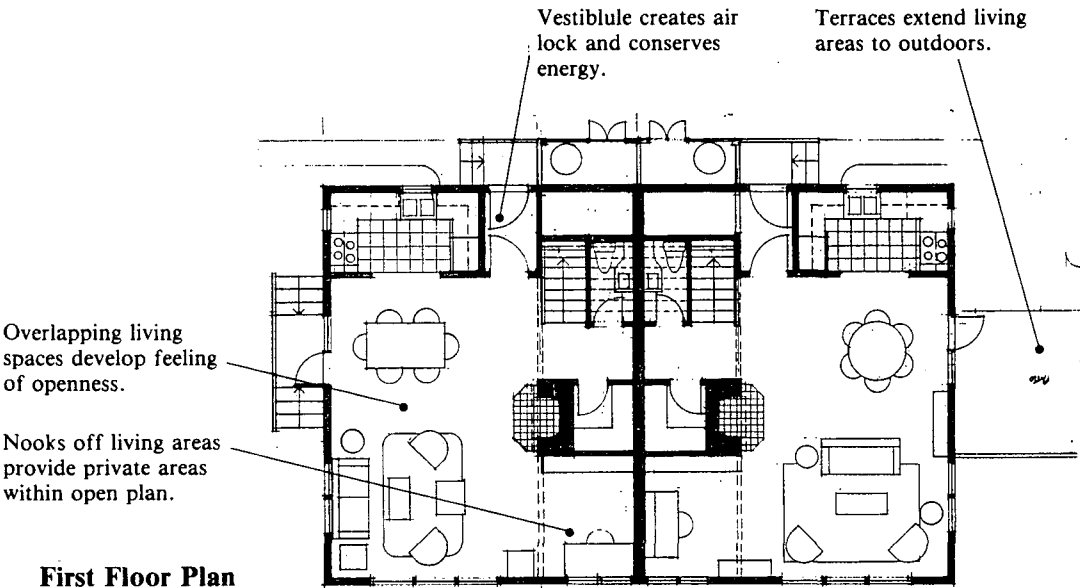 Vestiblule creates air
lock and conserves
energy.
Terraces extend living
areas to outdoors.
Overlapping living
spaces develop feeling
of openness.
Nooks off living areas
provide private areas
within open plan.
First Floor Plan